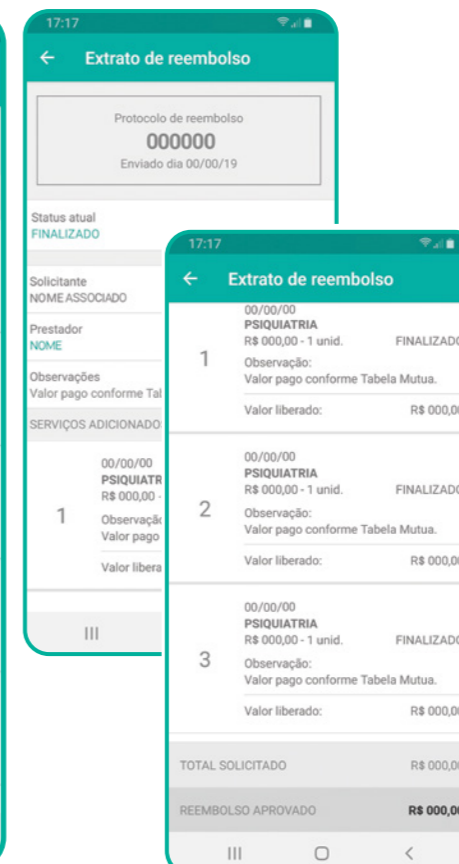 17:17
Extrato de reembolso
Protocolo de reembolso
000000
Enviado dia 00/00/19
Status atual
FINALIZADO
Solicitante
NOME ASSOCIADO
Prestador
NOME
Observações
Valor pago conforme Tal
SERVIÇOS ADICIONADO
00/00/00
PSIQUIATR
R$ 000,00 -
1
Observaçã
Valor pago
Valor libera
17:17
Extrato de reembolso
00/00/00
PSIQUIATRIA
R$ 000,00 - 1 unid. FINALIZADO
1
Observação:
Valor pago conforme Tabela Mutua.
Valor liberado: R$ 000,00
00/00/00
PSIQUIATRIA
R$ 000,00 - 1 unid. FINALIZADO
2
Observação:
Valor pago conforme Tabela Mutua.
Valor liberado: R$ 000,00
00/00/00
PSIQUIATRIA
R$ 000,00 - 1 unid. FINALIZADO
3
Observação:
Valor pago conforme Tabela Mutua.
Valor liberado: R$ 000,00
TOTAL SOLICITADO R$ 000,00
REEMBOLSO APROVADO R$ 000,00